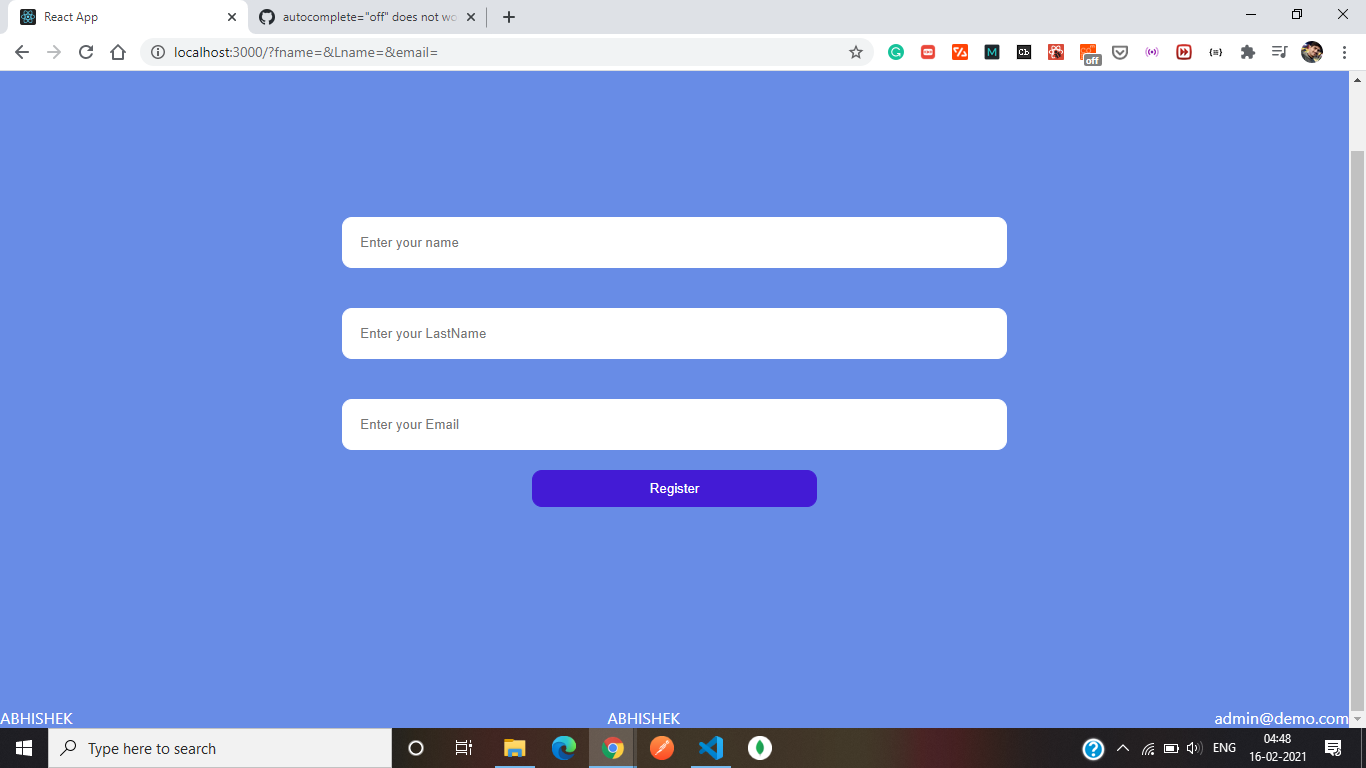 React App
autocomplete="off" does not wo
localhost:3000/?fname=&Lname=&email=
off
Enter your name
Enter your LastName
Enter your Email
Register
ABHISHEK ABHISHEK admin@demo.com
Type here to search
ENG
04:48
16-02-2021